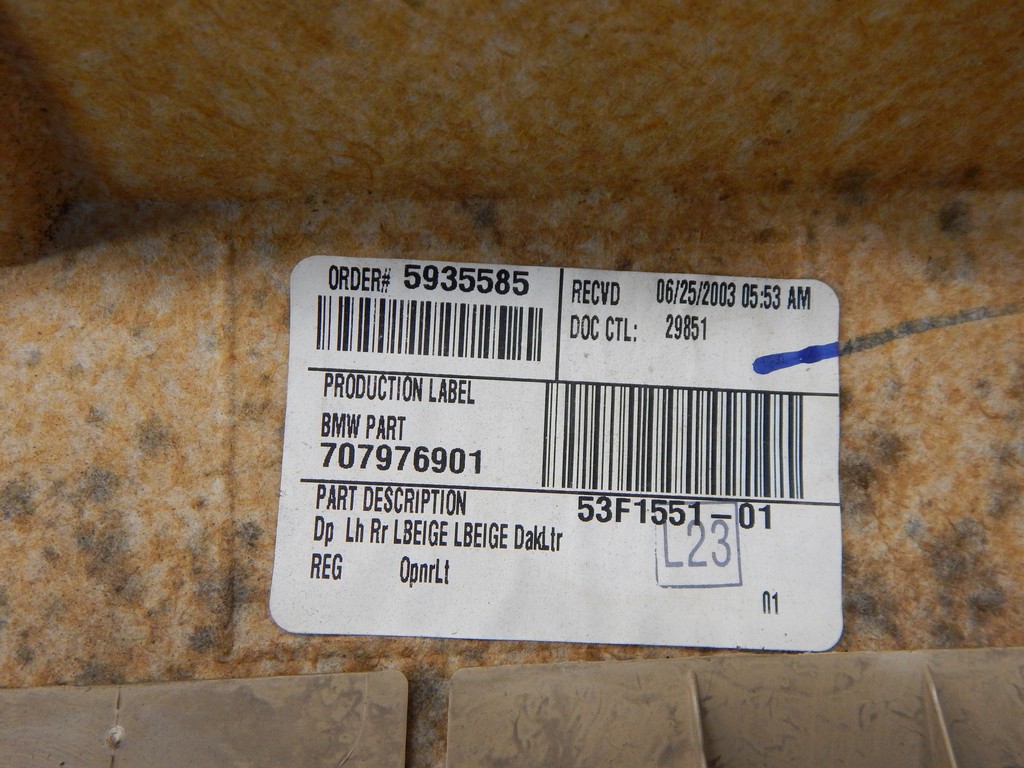 ORDER# 5935585
RECVD 06/25/2003 05:53 AM
DOC CTL: 29851
PRODUCTION LABEL
BMW PART
707976901
53F1551-01
PART DESCRIPTION
Dp Lh Rr LBEIGE LBEIGE DakLtr
REG OpnrLt
L23
01